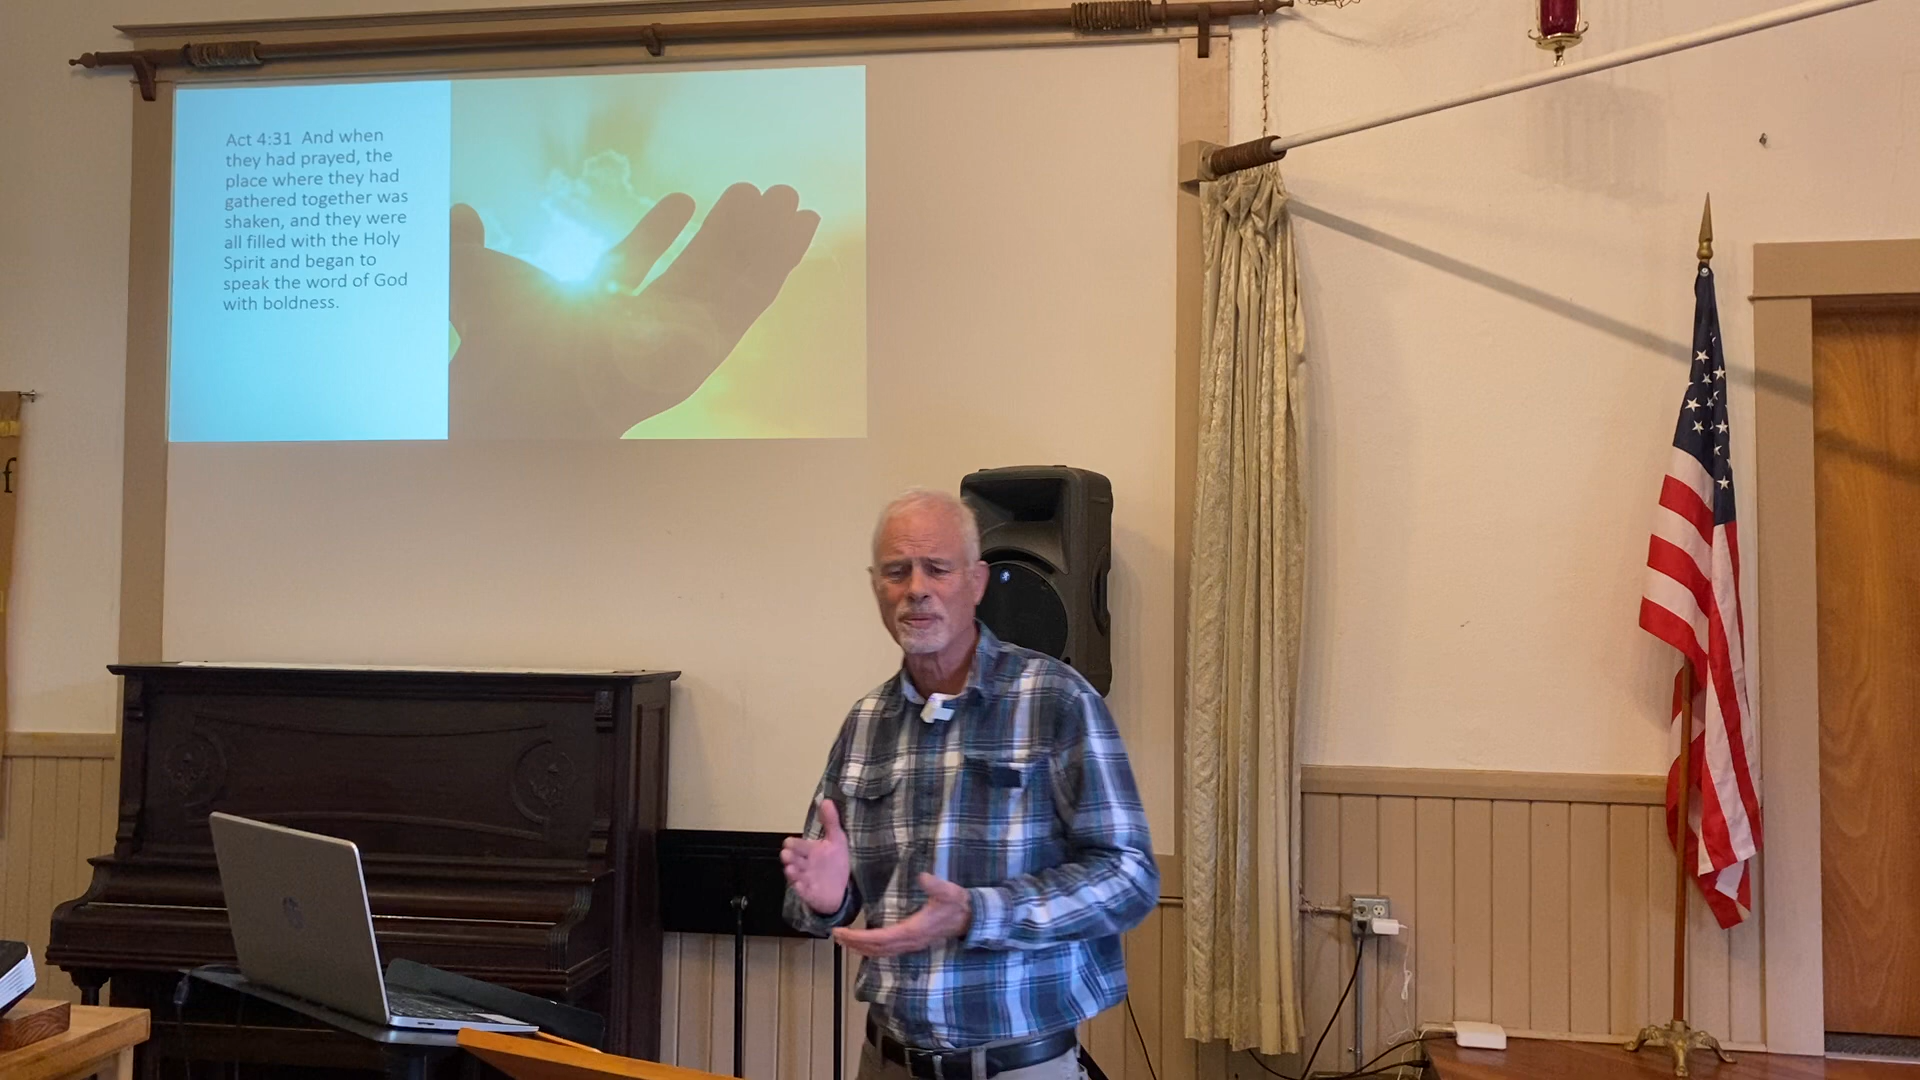 Act 4:31 And when
they had prayed, the
place where they had
gathered together was
shaken, and they were
all filled with the Holy
Spirit and began to
speak the word of God
with boldness.
f